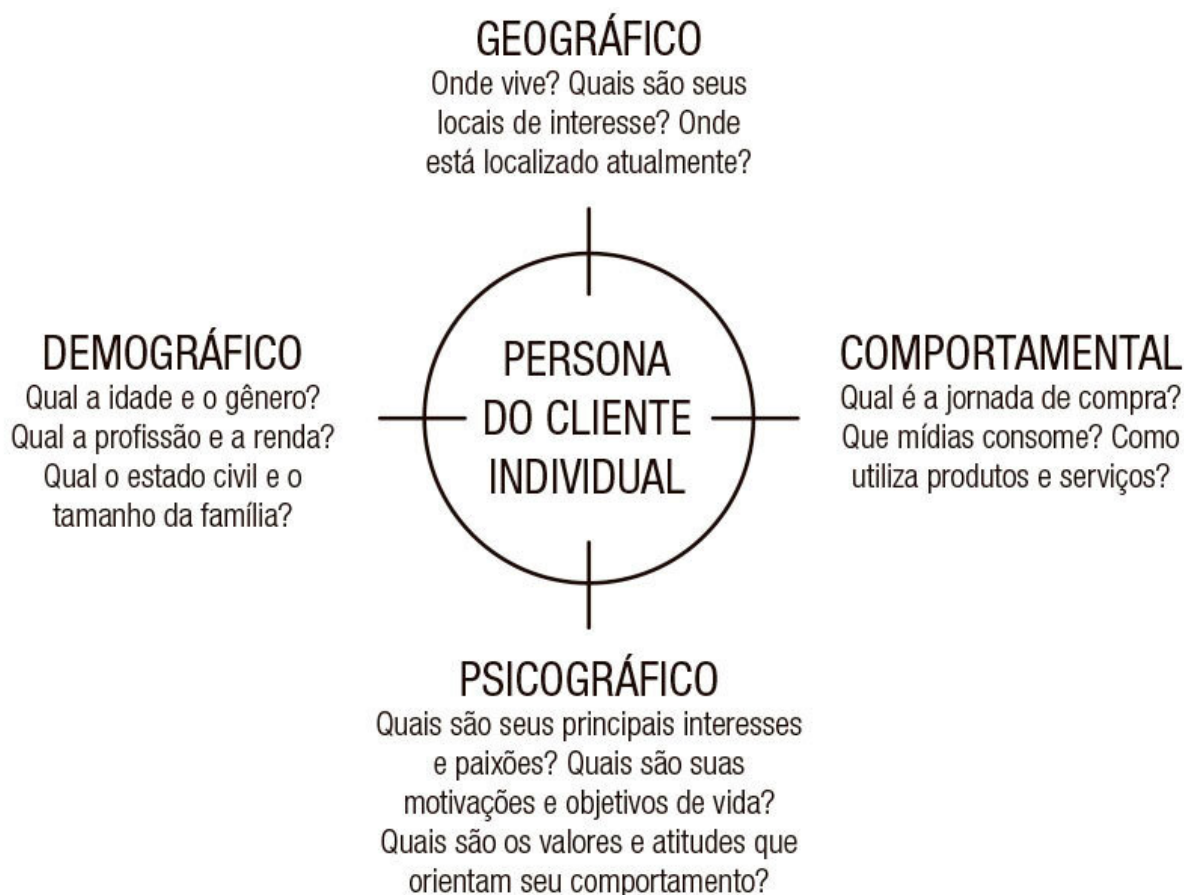 GEOGRÁFICO
Onde vive? Quais são seus
locais de interesse? Onde
está localizado atualmente?
DEMOGRÁFICO
Qual a idade e o gênero?
Qual a profissão e a renda?
Qual o estado civil e o
tamanho da família?
PERSONA
DO CLIENTE
INDIVIDUAL
COMPORTAMENTAL
Qual é a jornada de compra?
Que mídias consome? Como
utiliza produtos e serviços?
PSICOGRÁFICO
Quais são seus principais interesses
e paixões? Quais são suas
motivações e objetivos de vida?
Quais são os valores e atitudes que
orientam seu comportamento?